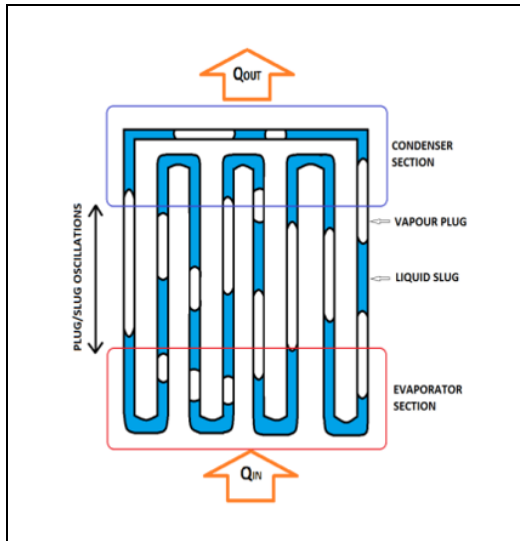 QOUT
CONDENSER
SECTION
VAPOUR PLUG
PLUG/SLUG OSCILLATIONS
LIQUID SLUG
EVAPORATOR
SECTION
QIN